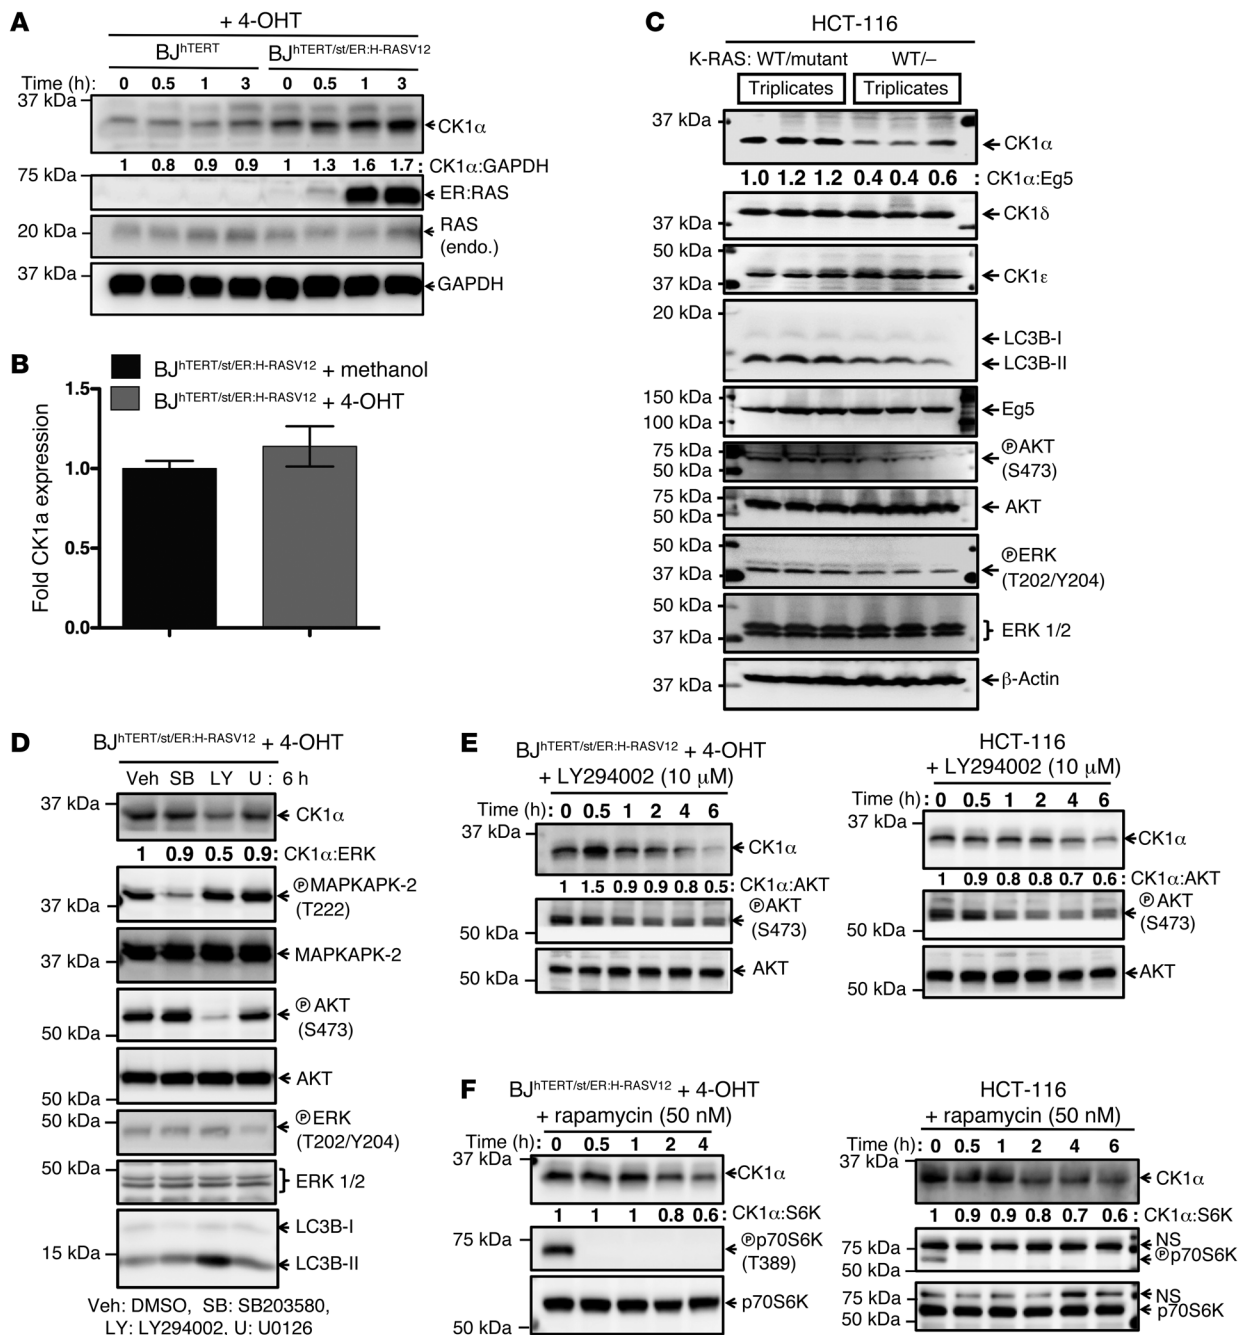 A
+ 4-OHT
BJhTERT BJhTERT/st/ER:H-RASV12
Time (h): 0 0.5 1 3 0 0.5 1 3
37 kDa
CK1α
1 0.8 0.9 0.9 1 1.3 1.6 1.7 : CK1α:GAPDH
75 kDa
ER:RAS
20 kDa
RAS
(endo.)
37 kDa
GAPDH
B
BJhTERT/st/ER:H-RASV12 + methanol
BJhTERT/st/ER:H-RASV12 + 4-OHT
Fold CK1a expression
1.5
1.0
0.5
0.0
C
HCT-116
K-RAS: WT/mutant WT/–
Triplicates Triplicates
37 kDa
CK1α
1.0 1.2 1.2 0.4 0.4 0.6 : CK1α:Eg5
CK1δ
37 kDa
50 kDa
CK1ε
37 kDa
20 kDa
LC3B-I
LC3B-II
150 kDa
Eg5
100 kDa
75 kDa
ⓅAKT
(S473)
50 kDa
75 kDa
AKT
50 kDa
50 kDa
ⓅERK
37 kDa
(T202/Y204)
50 kDa
ERK 1/2
37 kDa
β-Actin
37 kDa
D
BJhTERT/st/ER:H-RASV12 + 4-OHT
Veh SB LY U : 6 h
37 kDa
CK1α
1 0.9 0.5 0.9 : CK1α:ERK
ⓅMAPKAPK-2
37 kDa
(T222)
MAPKAPK-2
37 kDa
ⓅAKT
(S473)
50 kDa
AKT
50 kDa
50 kDa
ⓅERK
(T202/Y204)
50 kDa
ERK 1/2
LC3B-I
15 kDa
LC3B-II
Veh: DMSO, SB: SB203580,
LY: LY294002, U: U0126
E
BJhTERT/st/ER:H-RASV12 + 4-OHT
+ LY294002 (10 μM)
Time (h) : 0 0.5 1 2 4 6
37 kDa
CK1α
1 1.5 0.9 0.9 0.8 0.5 : CK1α:AKT
ⓅAKT
(S473)
50 kDa
AKT
50 kDa
HCT-116
+ LY294002 (10 μM)
Time (h) : 0 0.5 1 2 4 6
37 kDa
CK1α
1 0.9 0.8 0.8 0.7 0.6 : CK1α:AKT
ⓅAKT
(S473)
50 kDa
AKT
50 kDa
F
BJhTERT/st/ER:H-RASV12 + 4-OHT
+ rapamycin (50 nM)
Time (h) : 0 0.5 1 2 4
37 kDa
CK1α
1 1 1 0.8 0.6 : CK1α:S6K
75 kDa
Ⓟp70S6K
(T389)
p70S6K
50 kDa
HCT-116
+ rapamycin (50 nM)
Time (h) : 0 0.5 1 2 4 6
37 kDa
CK1α
1 0.9 0.9 0.8 0.7 0.6 : CK1α:S6K
NS
75 kDa
Ⓟp70S6K
50 kDa
NS
75 kDa
p70S6K
50 kDa